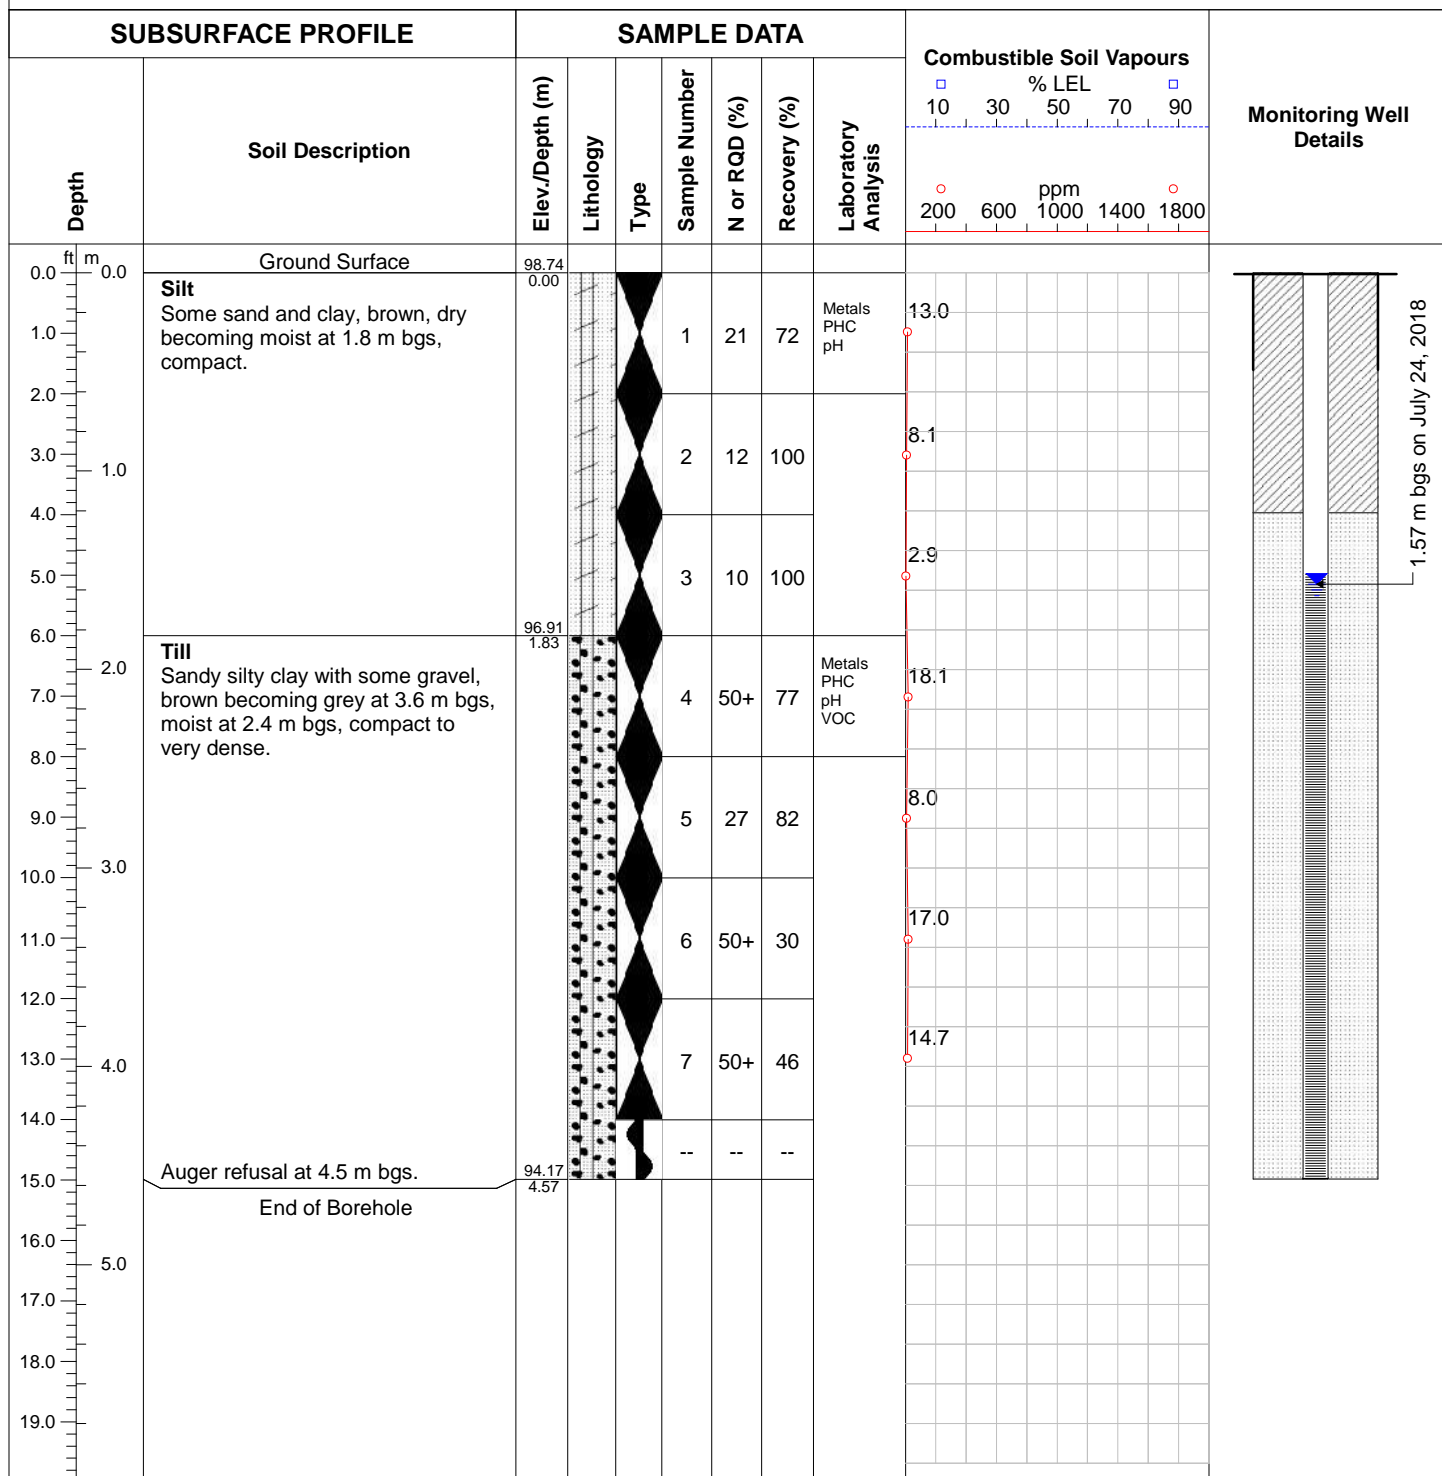 SUBSURFACE PROFILE
SAMPLE DATA
Combustible Soil Vapours
% LEL
10 30 50 70 90
ppm
200 600 1000 1400 1800
Monitoring Well
Details
Depth
Soil Description
Elev./Depth (m)
Lithology
Type
Sample Number
N or RQD (%)
Recovery (%)
Laboratory
Analysis
ft m
Ground Surface
98.74
0.00
0.0 0.0
Silt
Some sand and clay, brown, dry
becoming moist at 1.8 m bgs,
compact.
1 21 72
Metals
PHC
pH
13.0
1.0
2.0
2 12 100
8.1
3.0
1.0
4.0
3 10 100
2.9
5.0
1.57 m bgs on July 24, 2018
6.0
96.91
1.83
Till
Sandy silty clay with some gravel,
brown becoming grey at 3.6 m bgs,
moist at 2.4 m bgs, compact to
very dense.
2.0
4 50+ 77
Metals
PHC
pH
VOC
18.1
7.0
8.0
5 27 82
8.0
9.0
3.0
10.0
6 50+ 30
17.0
11.0
12.0
7 50+ 46
14.7
13.0
4.0
14.0
-- -- --
Auger refusal at 4.5 m bgs.
94.17
4.57
15.0
End of Borehole
16.0
5.0
17.0
18.0
19.0